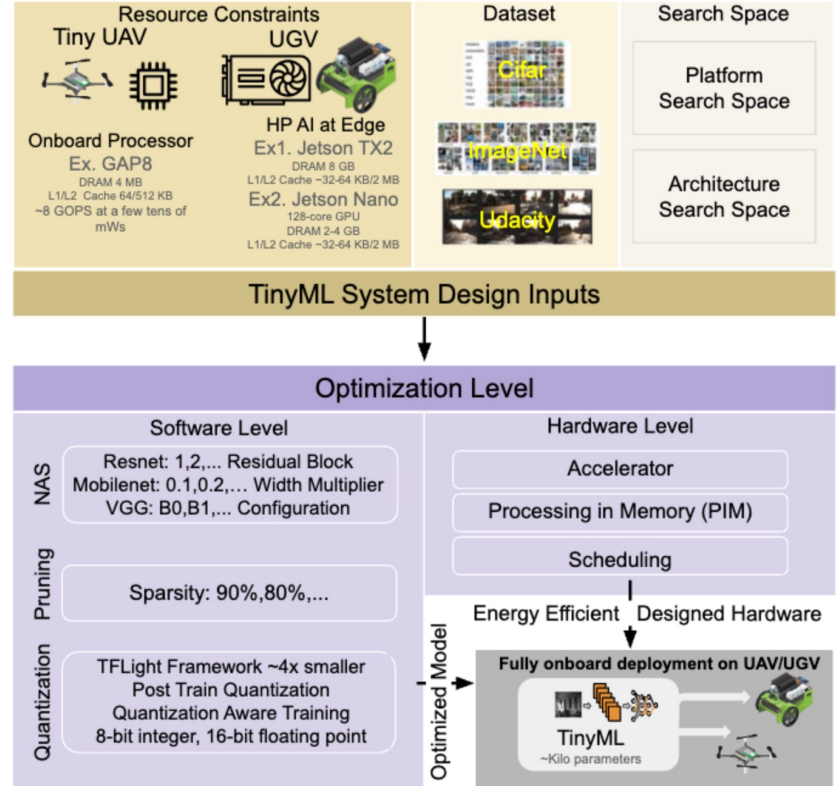 Resource Constraints
Tiny UAV
UGV
Onboard Processor
Ex. GAP8
DRAM 4 MB
L1/L2 Cache 64/512 KB
~8 GOPS at a few tens of
mWs
HP AI at Edge
Ex1. Jetson TX2
DRAM 8 GB
L1/L2 Cache ~32-64 KB/2 MB
Ex2. Jetson Nano
128-core GPU
DRAM 2-4 GB
L1/L2 Cache ~32-64 KB/2 MB
Dataset
Cifar
ImageNet
Udacity
Search Space
Platform
Search Space
Architecture
Search Space
TinyML System Design Inputs
Optimization Level
Software Level
NAS
Resnet: 1,2,... Residual Block
Mobilenet: 0.1,0.2,... Width Multiplier
VGG: B0,B1,... Configuration
Pruning
Sparsity: 90%,80%,...
Quantization
TFLight Framework ~4x smaller
Post Train Quantization
Quantization Aware Training
8-bit integer, 16-bit floating point
Hardware Level
Accelerator
Processing in Memory (PIM)
Scheduling
Energy Efficient Designed Hardware
Optimized Model
Fully onboard deployment on UAV/UGV
TinyML
~Kilo parameters